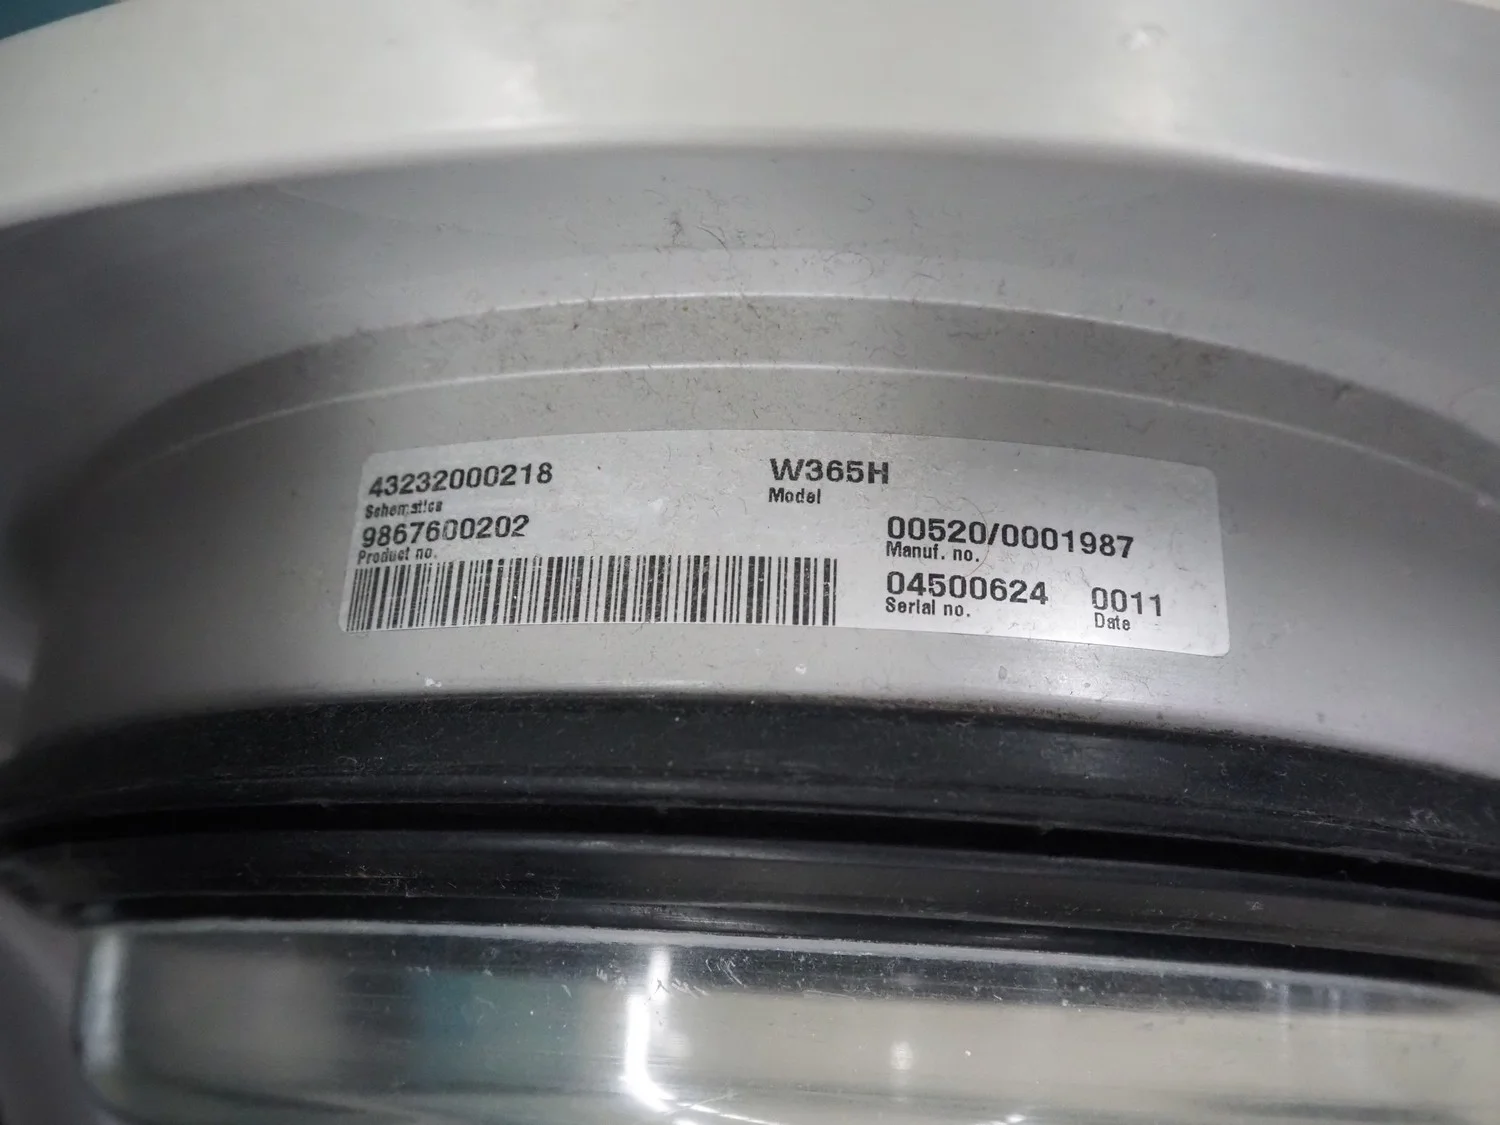 43232000218
Schematics
9867600202
Product no.
W365H
Model
00520/0001987
Manuf. no.
04500624 0011
Serial no. Date